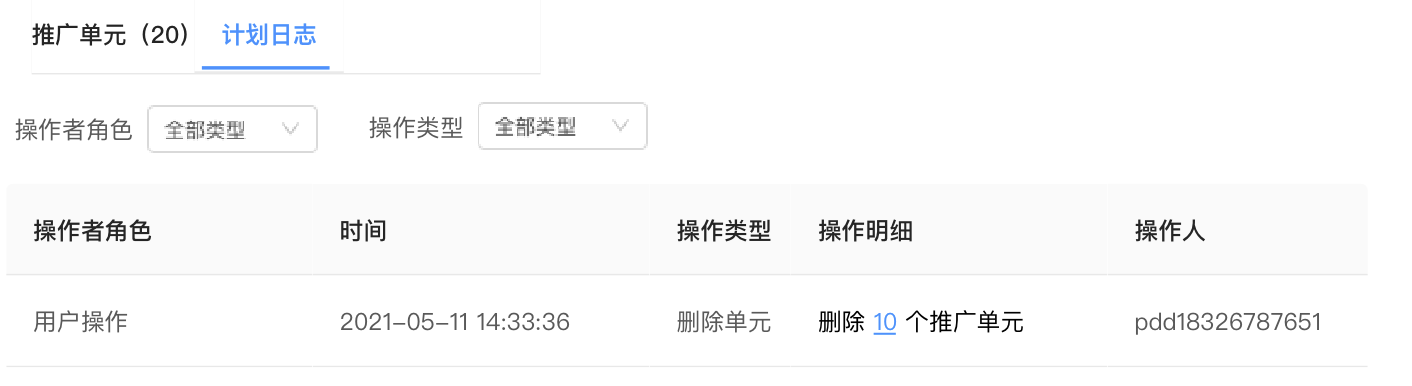 推广单元（20） 计划日志
操作者角色 全部类型 操作类型 全部类型
操作者角色 时间 操作类型 操作明细 操作人
用户操作 2021-05-11 14:33:36 删除单元 删除 10 个推广单元 pdd18326787651